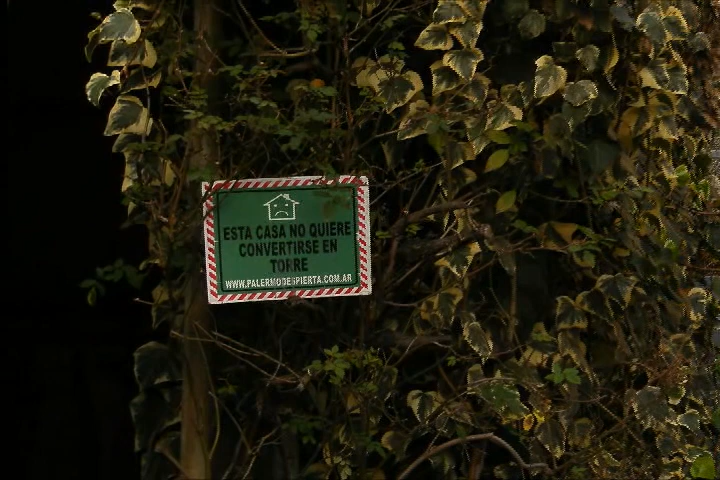 ESTA CASA NO QUIERE
CONVERTIRSE EN
TORRE
WWW.PALERMODESPIERTA.COM.AR